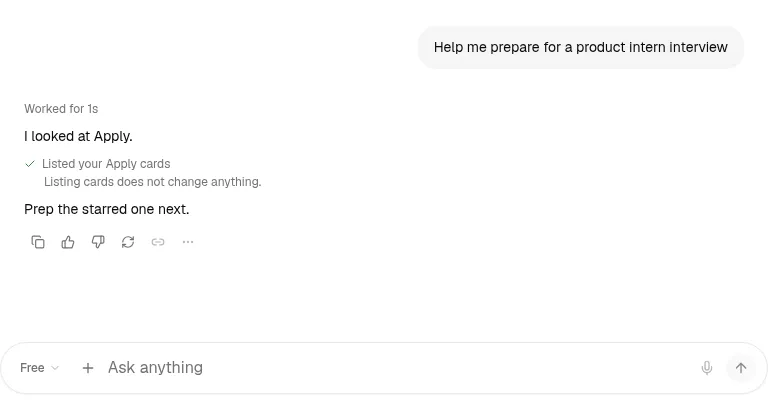 Help me prepare for a product intern interview
Worked for 1s
I looked at Apply.
Listed your Apply cards
Listing cards does not change anything.
Prep the starred one next.
Free
Ask anything